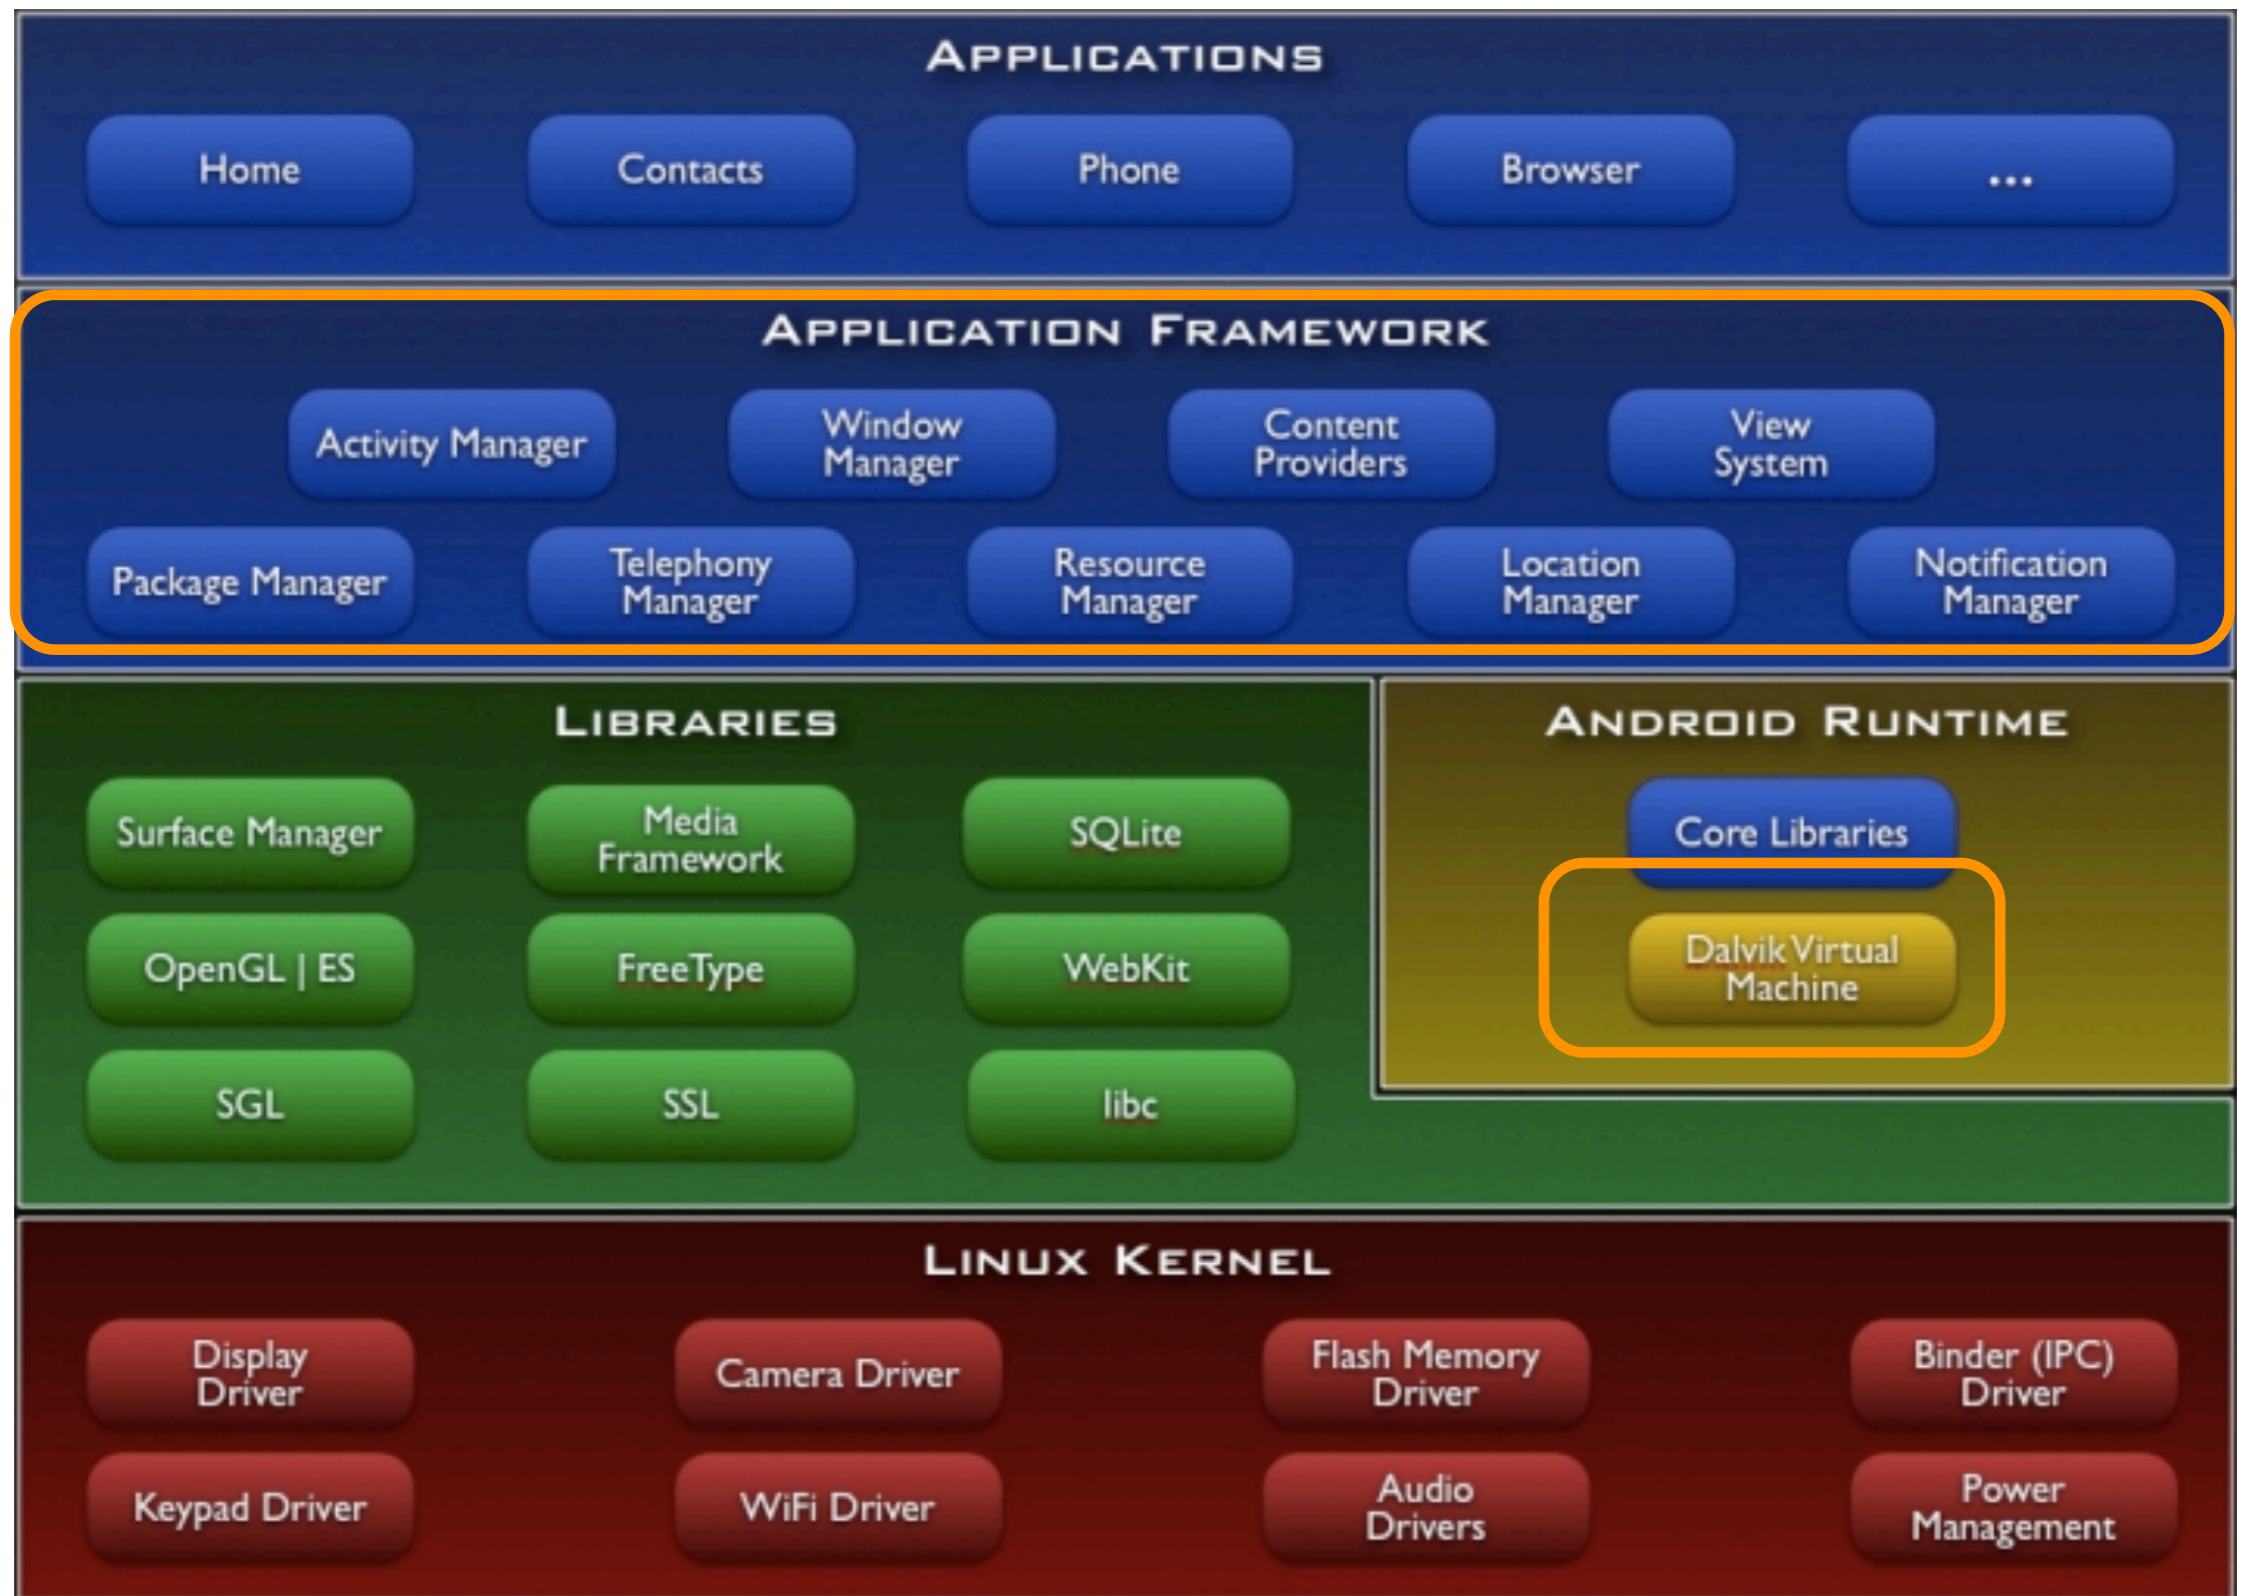 APPLICATIONS
Home
Contacts
Phone
Browser
...
APPLICATION FRAMEWORK
Activity Manager
Window
Manager
Content
Providers
View
System
Package Manager
Telephony
Manager
Resource
Manager
Location
Manager
Notification
Manager
LIBRARIES
Surface Manager
Media
Framework
SQLite
OpenGL | ES
FreeType
WebKit
SGL
SSL
libc
ANDROID RUNTIME
Core Libraries
Dalvik Virtual
Machine
LINUX KERNEL
Display
Driver
Camera Driver
Flash Memory
Driver
Binder (IPC)
Driver
Keypad Driver
WiFi Driver
Audio
Drivers
Power
Management